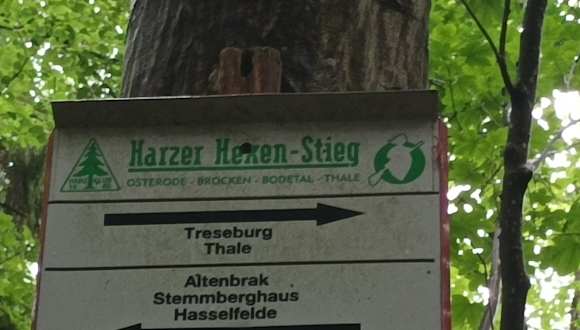 Harzer Hexen-Stieg
OSTERODE - BROCKEN - BODETAL - THALE
Treseburg
Thale
Altenbrak
Stemmberghaus
Hasselfelde